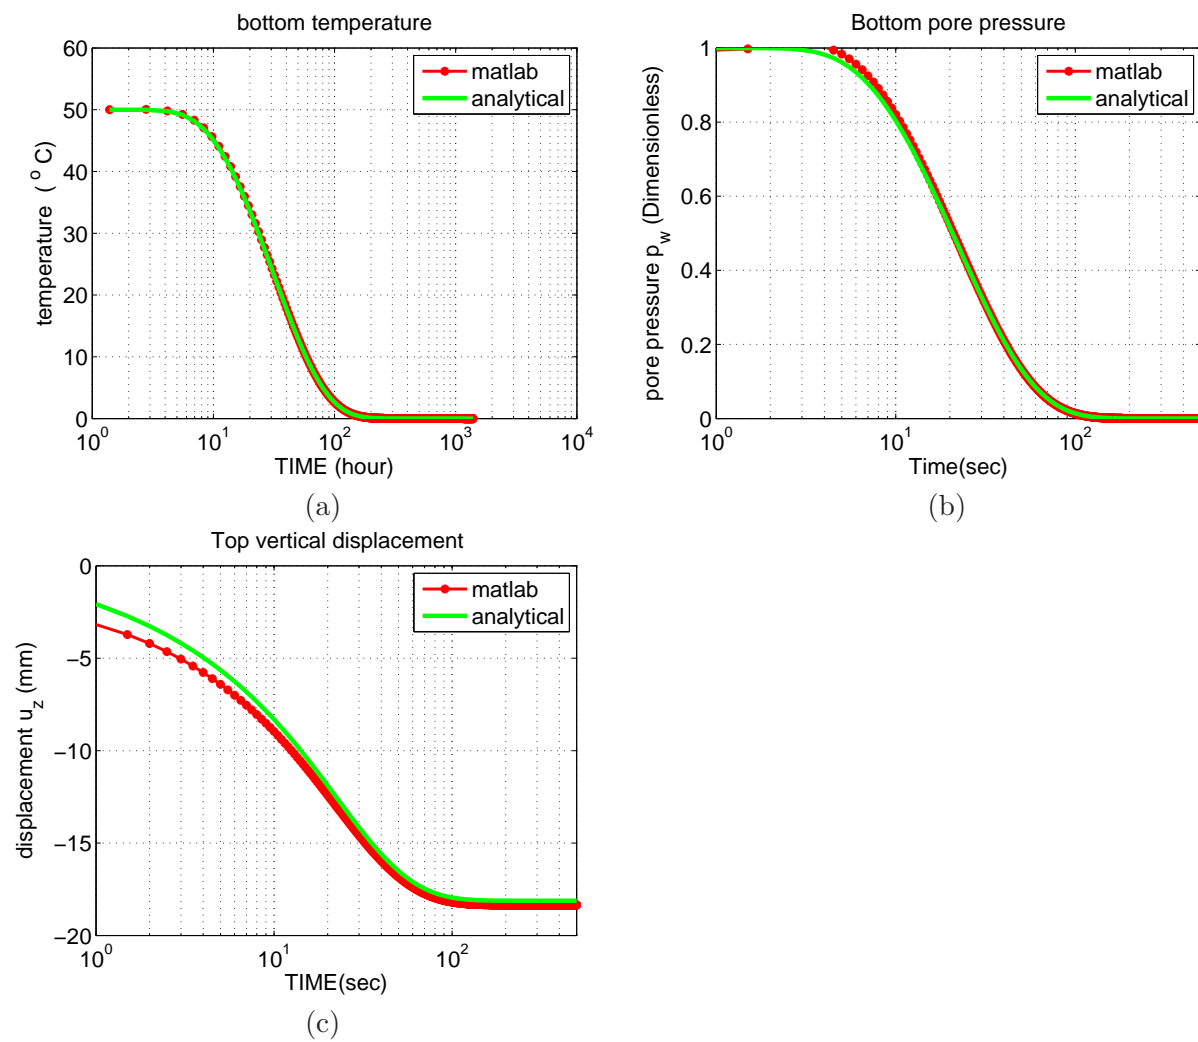 bottom temperature
60
50
40
30
20
10
0
temperature ( ° C)
matlab
analytical
10^0 10^1 10^2 10^3 10^4
TIME (hour)
(a)
Bottom pore pressure
1
0.8
0.6
0.4
0.2
0
pore pressure p_w (Dimensionless)
matlab
analytical
10^0 10^1 10^2
Time(sec)
(b)
Top vertical displacement
0
−5
−10
−15
−20
displacement u_z (mm)
matlab
analytical
10^0 10^1 10^2
TIME(sec)
(c)